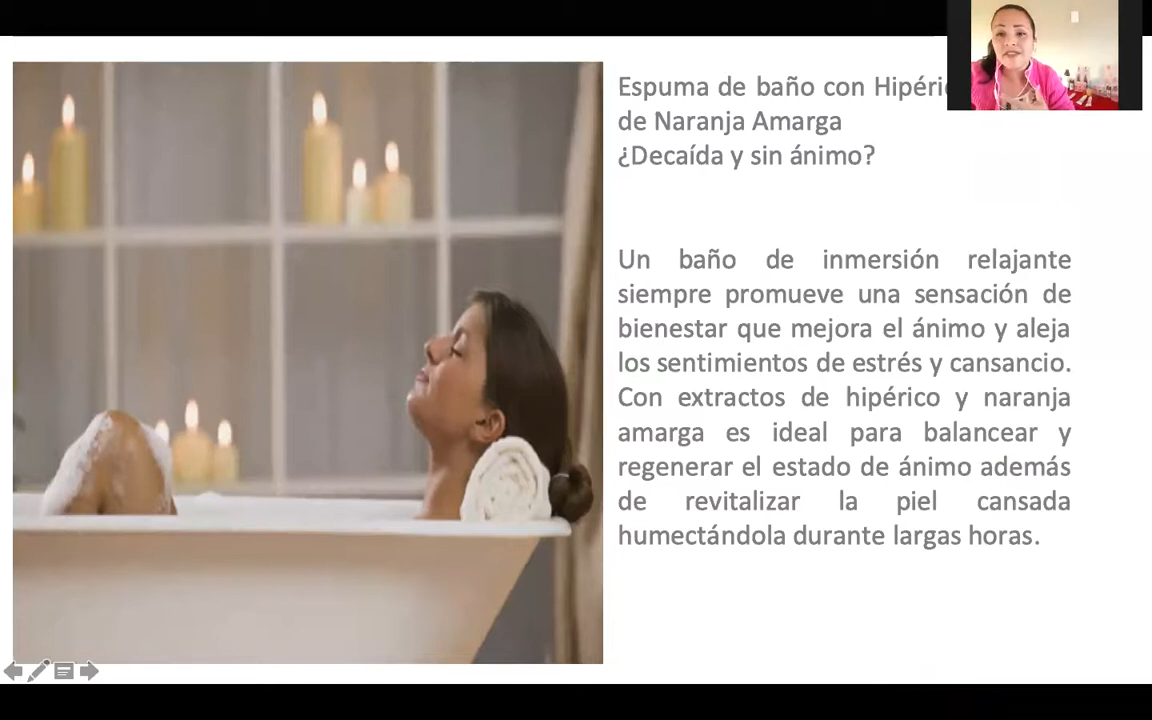 Espuma de baño con
de Naranja Amarga
¿Decaída y sin ánimo?
Un baño de inmersión relajante
siempre promueve una sensación de
bienestar que mejora el ánimo y aleja
los sentimientos de estrés y cansancio.
Con extractos de hipérico y naranja
amarga es ideal para balancear y
regenerar el estado de ánimo además
de revitalizar la piel cansada
humectándola durante largas horas.